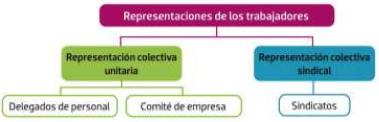 Representaciones de los trabajadores
Representación colectiva
unitaria
Representación colectiva
sindical
Delegados de personal
Comité de empresa
Sindicatos